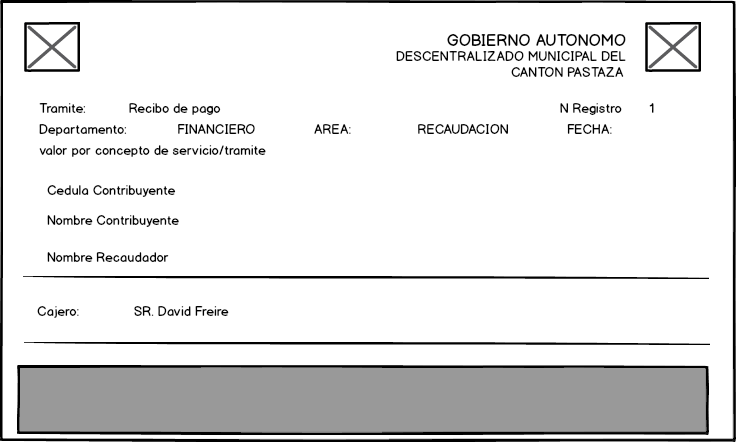 GOBIERNO AUTONOMO
DESCENTRALIZADO MUNICIPAL DEL
CANTON PASTAZA
Tramite: Recibo de pago N Registro 1
Departamento: FINANCIERO AREA: RECAUDACION FECHA:
valor por concepto de servicio/tramite
Cedula Contribuyente
Nombre Contribuyente
Nombre Recaudador
Cajero: SR. David Freire